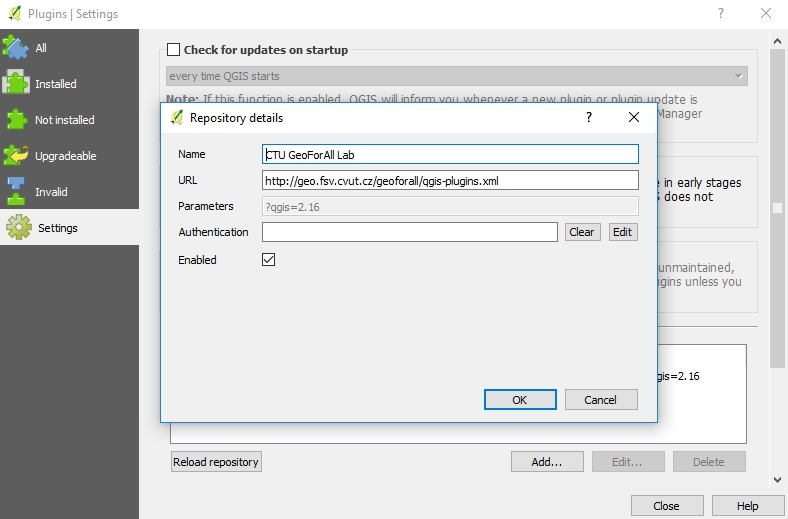 Plugins | Settings
?
All
Installed
Not installed
Upgradeable
Invalid
Settings
Check for updates on startup
every time QGIS starts
Note: If this function is enabled, QGIS will inform you whenever a new plugin or plugin update is
Manager
Repository details
?
Name
CTU GeoForAll Lab
URL
http://geo.fsv.cvut.cz/geoforall/qgis-plugins.xml
Parameters
?qgis=2.16
Authentication
Clear
Edit
Enabled
OK
Cancel
e in early stages
S does not
unmaintained,
gins unless you
gis=2.16
Reload repository
Add...
Edit...
Delete
Close
Help